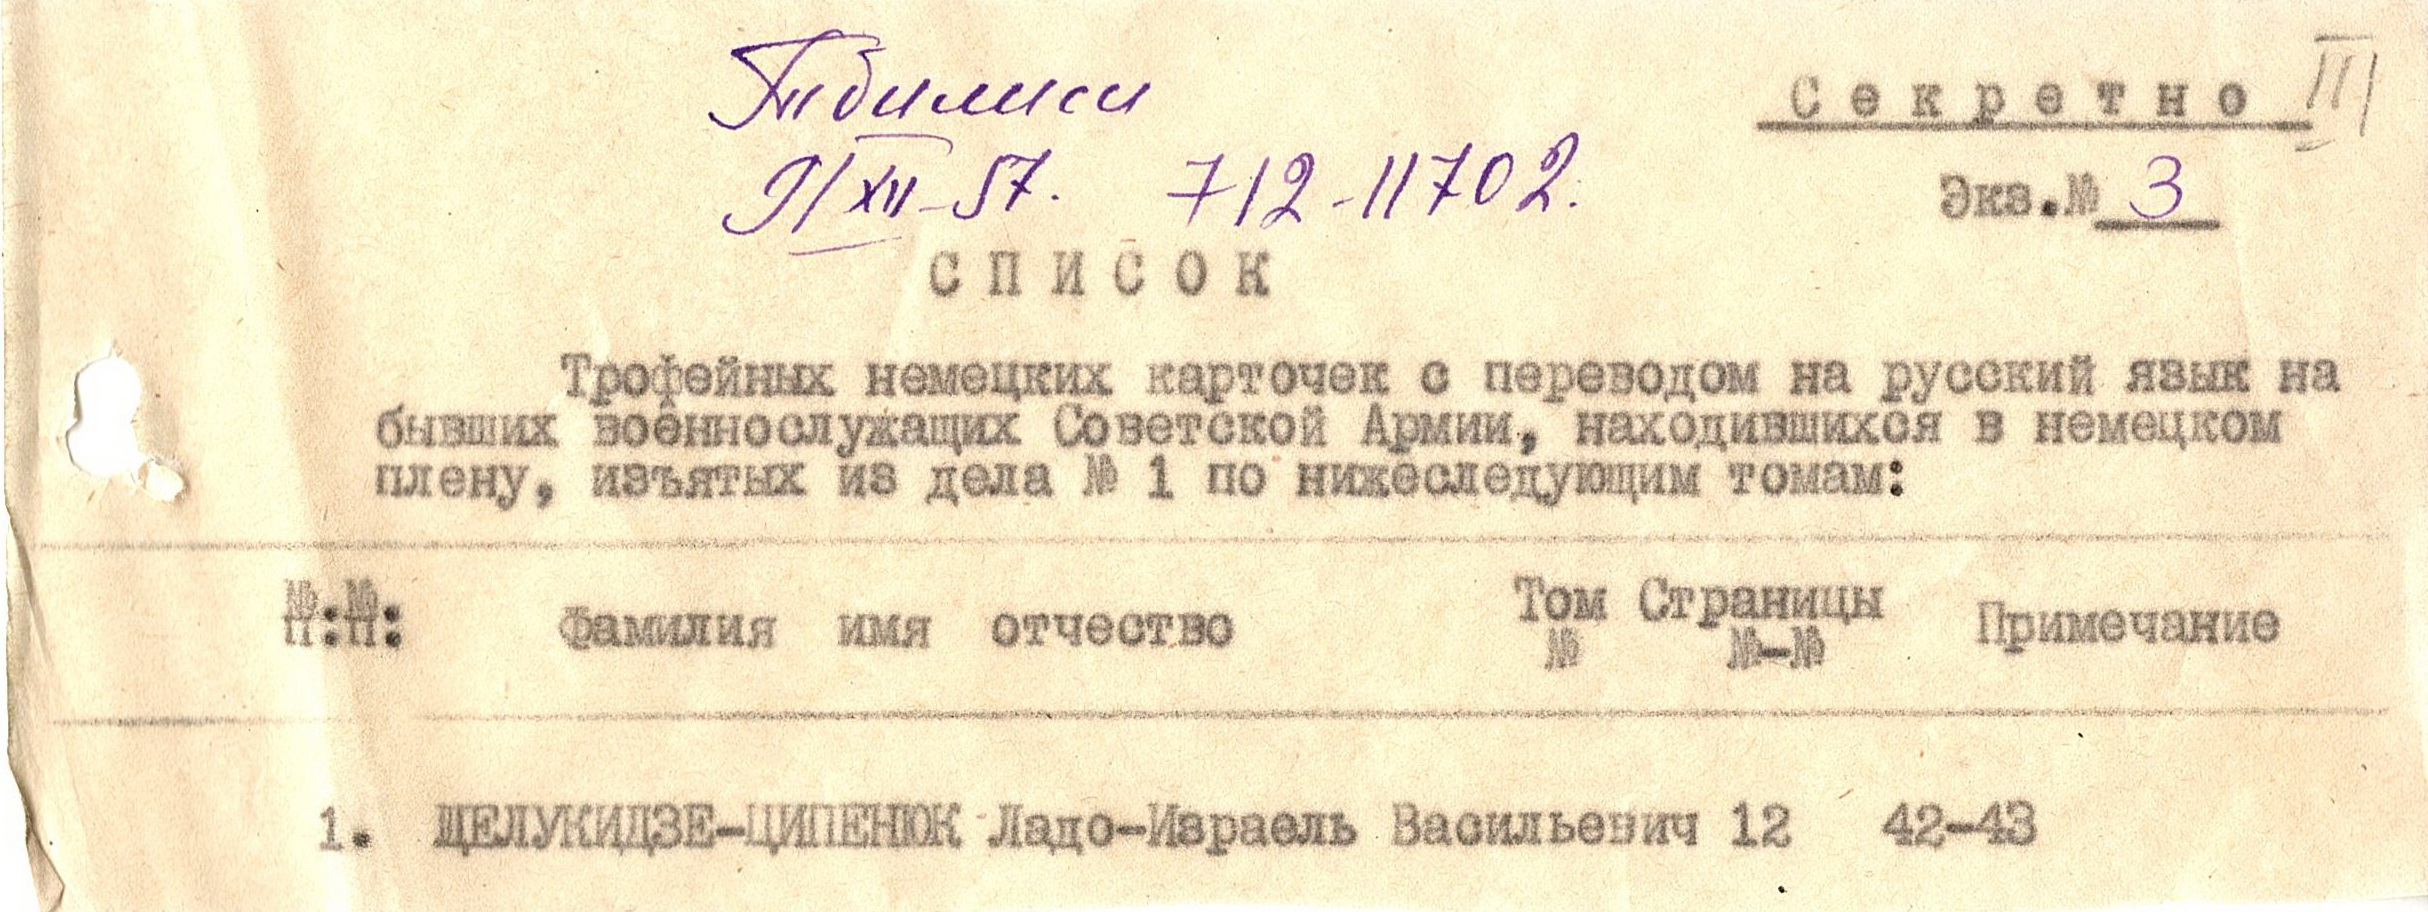 Тбилиси
9/XII-57. 712-11702.
Секретно
III
Экз.№ 3
СПИСОК
Трофейных немецких карточек с переводом на русский язык на
бывших военнослужащих Советской Армии, находившихся в немецком
плену, изъятых из дела № 1 по нижеследующим томам:
№:№: Фамилия имя отчество Том Страницы Примечание
п:п: № №-№
1. ЩЕЛУКИДЗЕ-ЦИПЕНЮК Ладо-Израель Васильевич 12 42-43